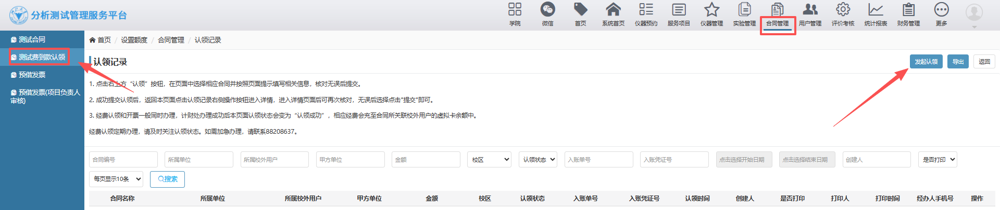 分析测试管理服务平台
学院 微信 首页 系统首页 仪器预约 服务项目 仪器管理 实验管理 合同管理 用户管理 评价考核 统计报表 财务管理 更多
测试合同
测试费到款认领
预借发票
预借发票(项目负责人
审核)
首页 / 设置额度 / 合同管理 / 认领记录
认领记录
发起认领 导出 返回
1. 点击右上方“认领”按钮，在页面中选择相应合同并按照页面提示填写相关信息，核对无误后提交。
2. 成功提交认领后，返回本页面点击认领记录右侧操作按钮进入详情，进入详情页面后可再次核对，无误后选择点击"提交"即可。
3. 经费认领和开票一般同时办理，计财处办理成功后本页面认领状态会变为“认领成功”，相应经费会充至合同所关联校外用户的虚拟卡余额中。
经费认领定期办理，请及时关注认领状态。如需加急办理，请联系88208637。
合同编号 所属单位 所属校外用户 甲方单位 金额 校区 认领状态 入账单号 入账凭证号 点击选择开始日期 点击选择结束日期 创建人 是否打印
每页显示10条 搜索
合同名称 所属单位 所属校外用户 甲方单位 金额 校区 认领状态 入账单号 入账凭证号 认领时间 创建人 是否打印 打印人 打印时间 经办人手机号 操作